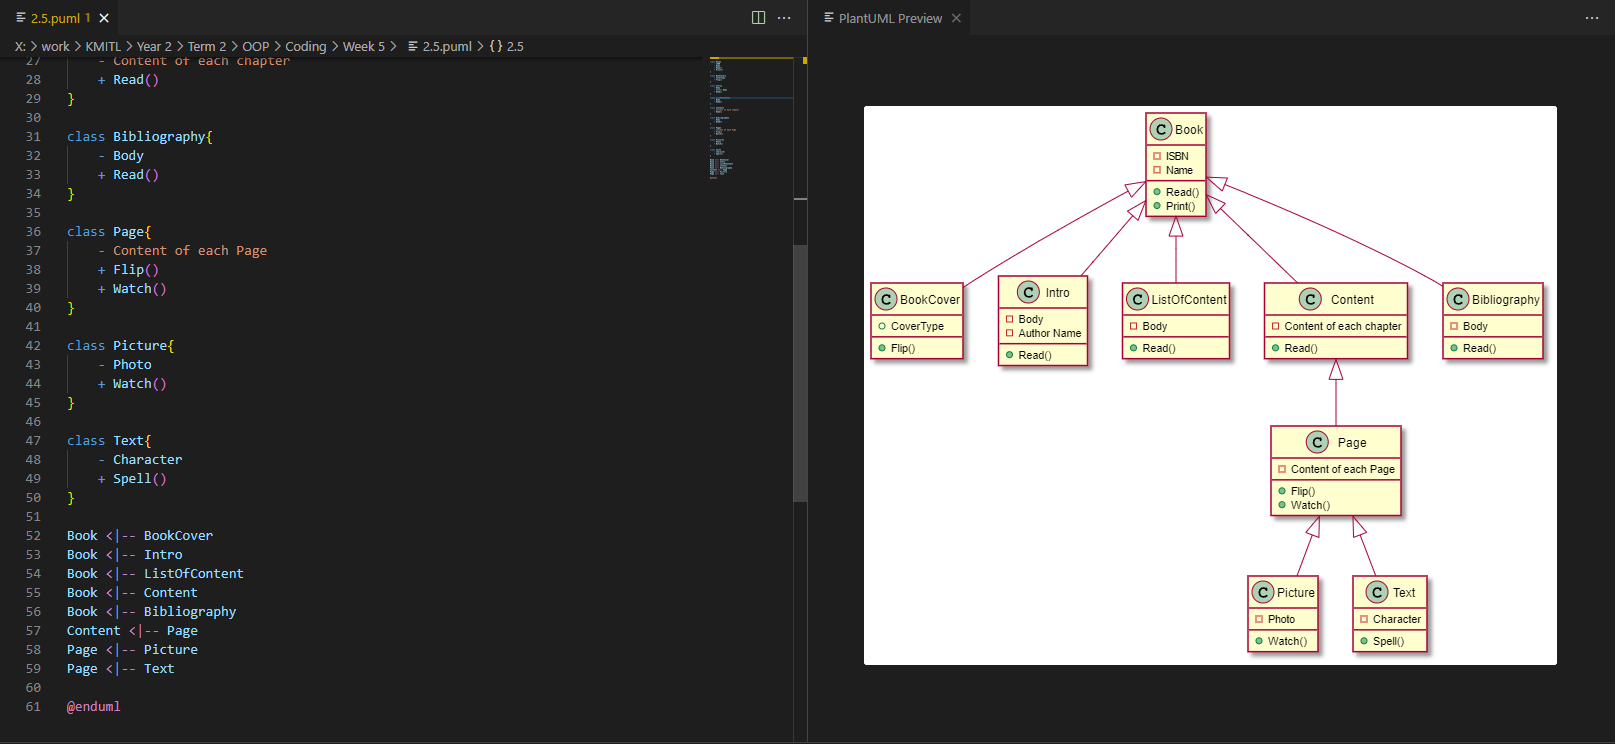 2.5.puml 1
X: > work > KMITL > Year 2 > Term 2 > OOP > Coding > Week 5 > 2.5.puml > {} 2.5
27 - Content of each chapter
28 + Read()
29 }
30
31 class Bibliography{
32 - Body
33 + Read()
34 }
35
36 class Page{
37 - Content of each Page
38 + Flip()
39 + Watch()
40 }
41
42 class Picture{
43 - Photo
44 + Watch()
45 }
46
47 class Text{
48 - Character
49 + Spell()
50 }
51
52 Book <|-- BookCover
53 Book <|-- Intro
54 Book <|-- ListOfContent
55 Book <|-- Content
56 Book <|-- Bibliography
57 Content <|-- Page
58 Page <|-- Picture
59 Page <|-- Text
60
61 @enduml
PlantUML Preview
C Book
ISBN
Name
Read()
Print()
C BookCover
CoverType
Flip()
C Intro
Body
Author Name
Read()
C ListOfContent
Body
Read()
C Content
Content of each chapter
Read()
C Bibliography
Body
Read()
C Page
Content of each Page
Flip()
Watch()
C Picture
Photo
Watch()
C Text
Character
Spell()